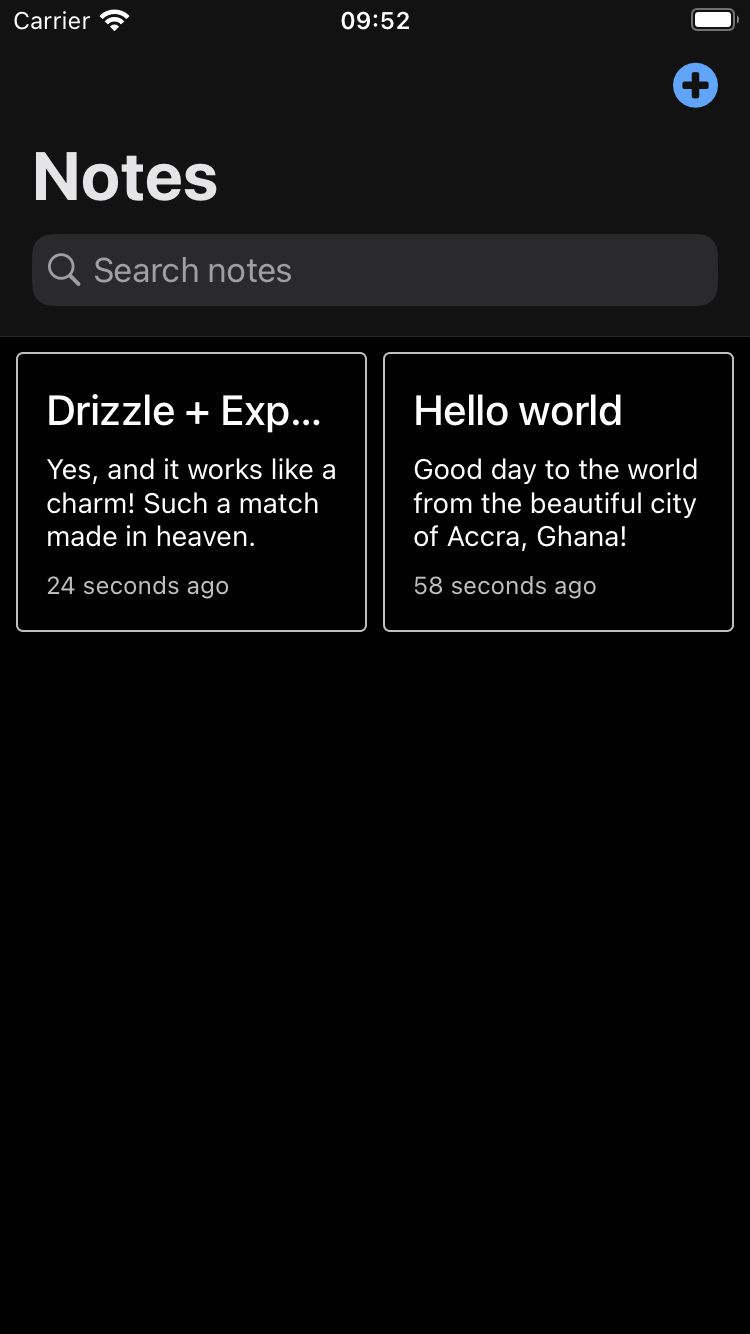 Carrier 09:52
Notes
Search notes
Drizzle + Exp...
Yes, and it works like a
charm! Such a match
made in heaven.
24 seconds ago
Hello world
Good day to the world
from the beautiful city
of Accra, Ghana!
58 seconds ago